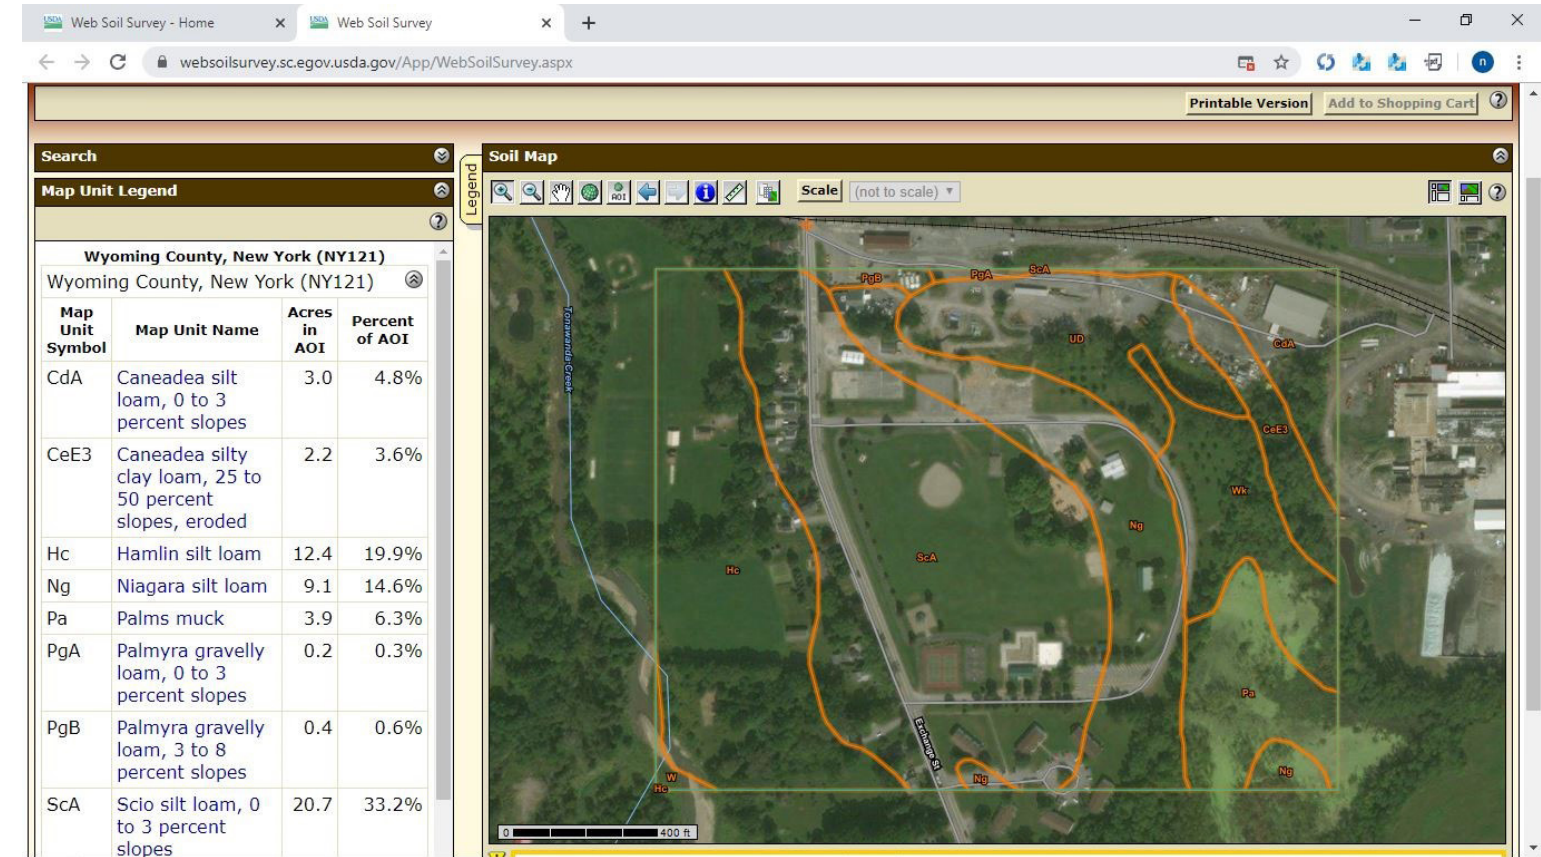 Web Soil Survey - Home
Web Soil Survey
websoilsurvey.sc.egov.usda.gov/App/WebSoilSurvey.aspx
n
Printable Version
Add to Shopping Cart
Search
Map Unit Legend
Wyoming County, New York (NY121)
Wyoming County, New York (NY121)
Map Unit Symbol Map Unit Name Acres in AOI Percent of AOI
CdA Caneadea silt loam, 0 to 3 percent slopes 3.0 4.8%
CeE3 Caneadea silty clay loam, 25 to 50 percent slopes, eroded 2.2 3.6%
Hc Hamlin silt loam 12.4 19.9%
Ng Niagara silt loam 9.1 14.6%
Pa Palms muck 3.9 6.3%
PgA Palmyra gravelly loam, 0 to 3 percent slopes 0.2 0.3%
PgB Palmyra gravelly loam, 3 to 8 percent slopes 0.4 0.6%
ScA Scio silt loam, 0 to 3 percent slopes 20.7 33.2%
Legend
Soil Map
AOI
Scale
(not to scale)
PgB
PgA
ScA
Tonawanda Creek
UD
CdA
CeE3
Wk
Ng
ScA
Hc
Pa
Exchange St
Ng
Ng
W
Hc
0 400 ft